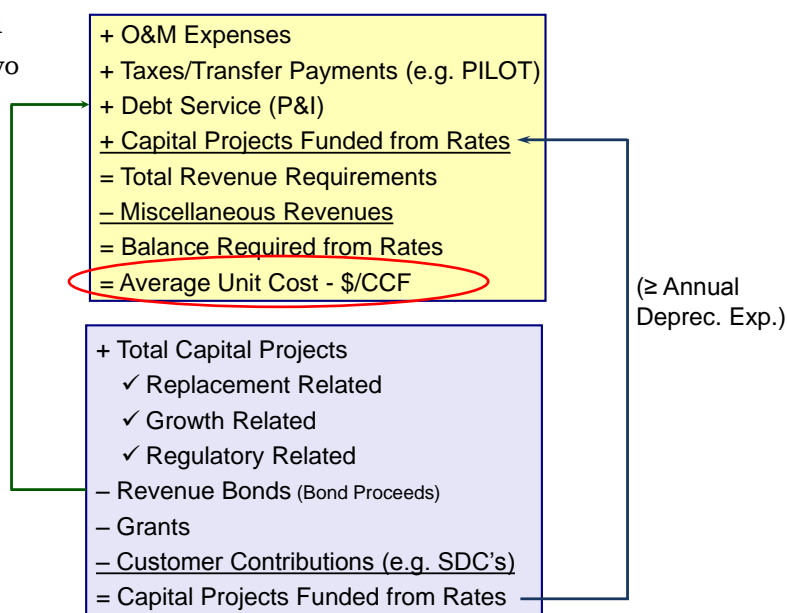 + O&M Expenses
+ Taxes/Transfer Payments (e.g. PILOT)
+ Debt Service (P&I)
+ Capital Projects Funded from Rates
= Total Revenue Requirements
– Miscellaneous Revenues
= Balance Required from Rates
= Average Unit Cost - $/CCF
(≥ Annual
Deprec. Exp.)
+ Total Capital Projects
✓ Replacement Related
✓ Growth Related
✓ Regulatory Related
– Revenue Bonds (Bond Proceeds)
– Grants
– Customer Contributions (e.g. SDC's)
= Capital Projects Funded from Rates